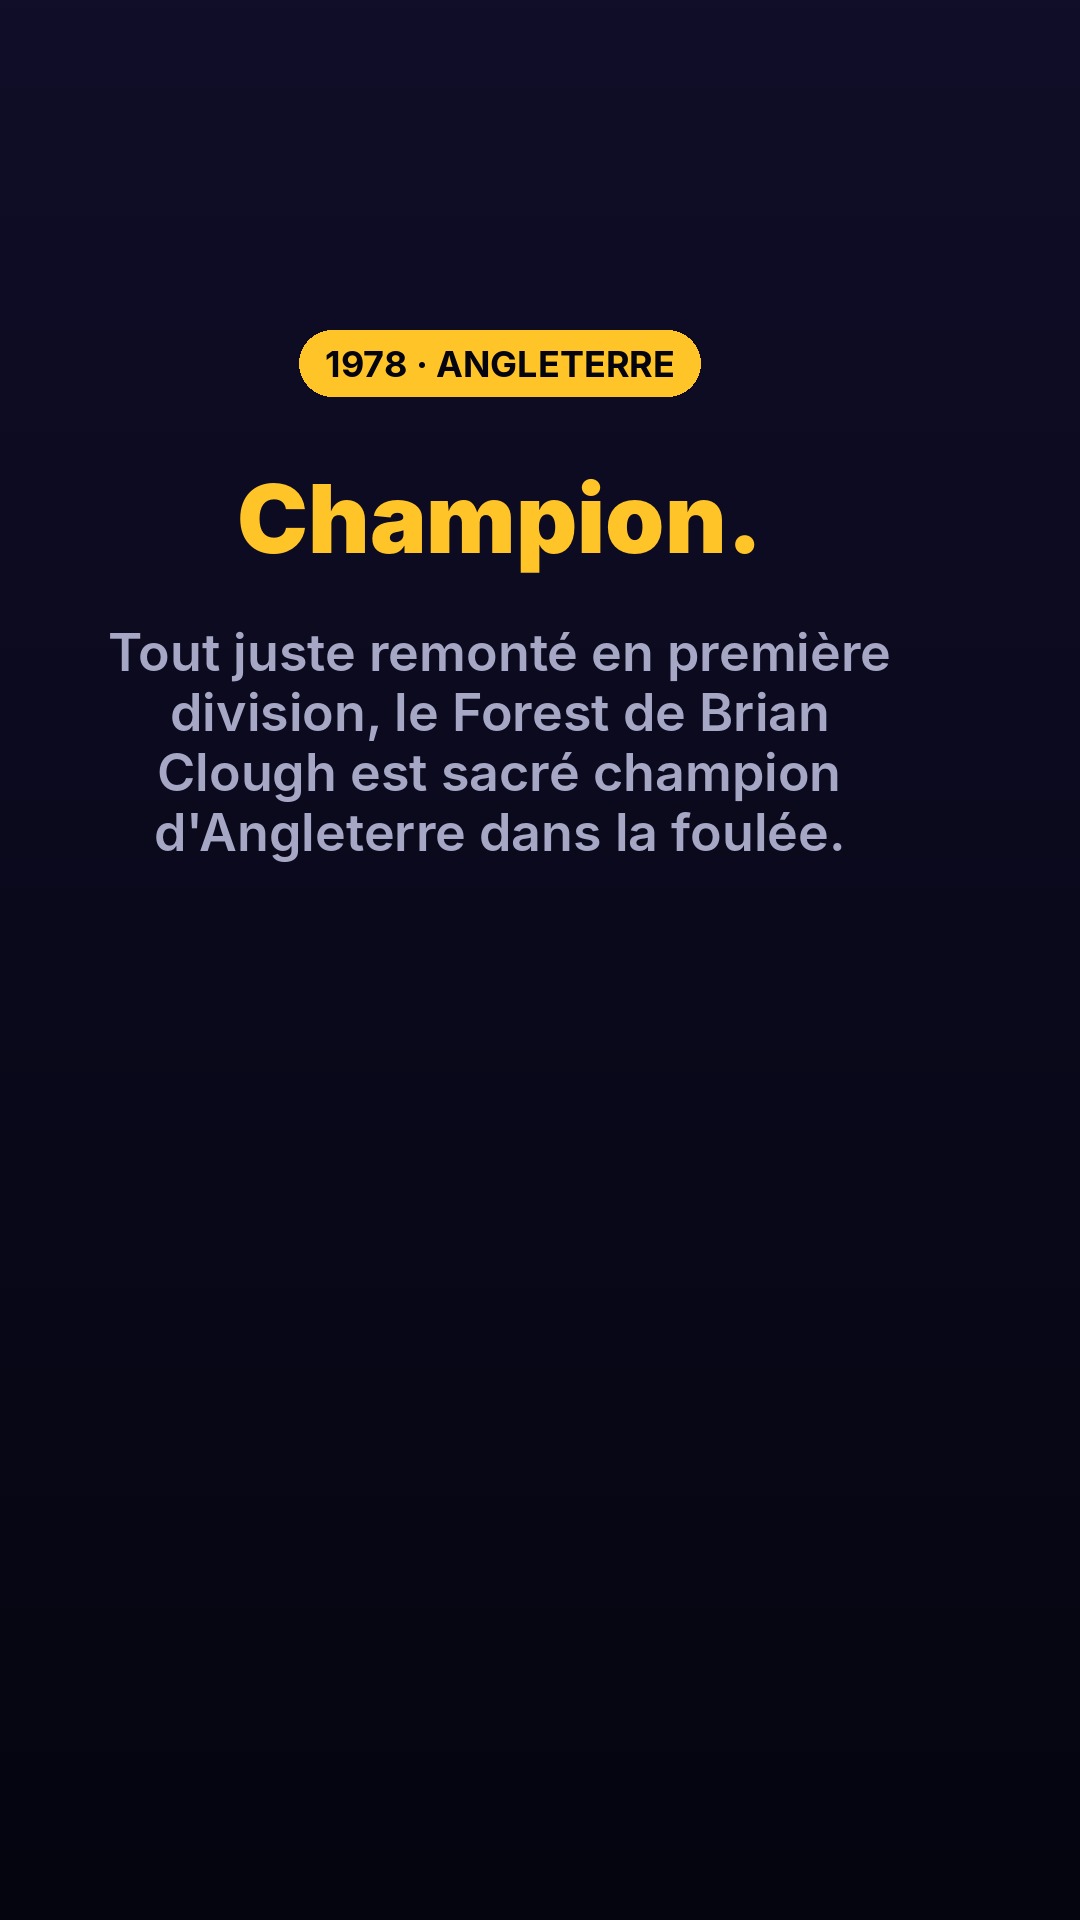 1978 · ANGLETERRE
Champion.
Tout juste remonté en première
division, le Forest de Brian
Clough est sacré champion
d'Angleterre dans la foulée.